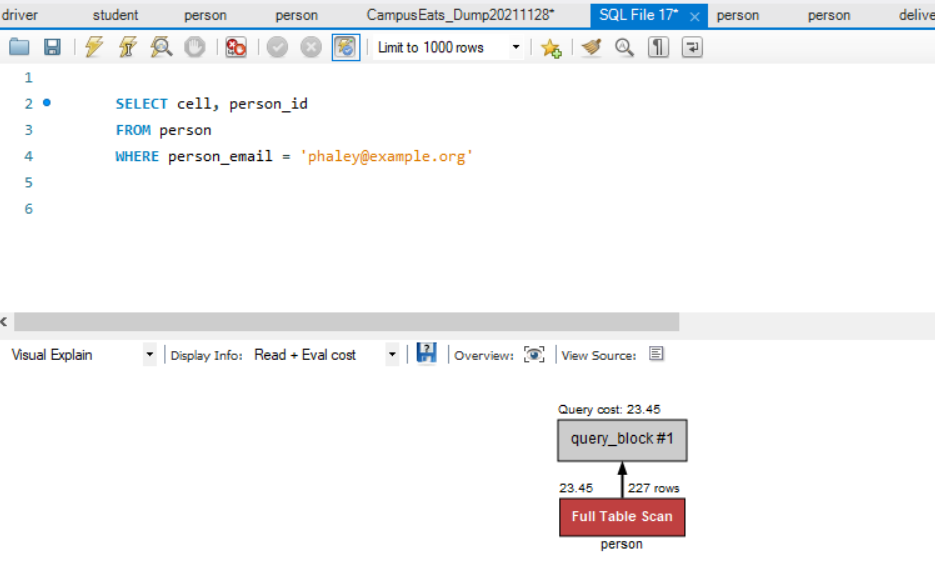 driver student person person CampusEats_Dump20211128* SQL File 17* × person person
Limit to 1000 rows
1
2 SELECT cell, person_id
3 FROM person
4 WHERE person_email = 'phaley@example.org'
5
6
Visual Explain Display Info: Read + Eval cost Overview: View Source:
Query cost: 23.45
query_block #1
23.45 227 rows
Full Table Scan
person